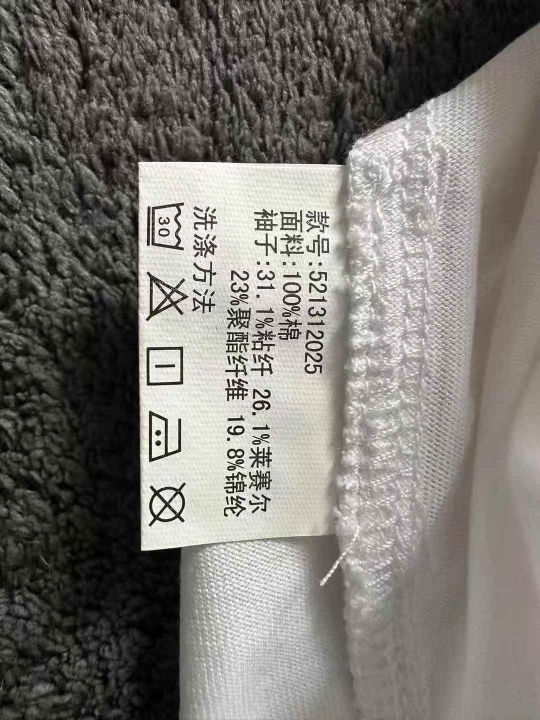 款号:521312025
面料:100%棉
袖子:31.1%粘纤 26.1%莱赛尔
23%聚酯纤维 19.8%锦纶
洗涤方法
30